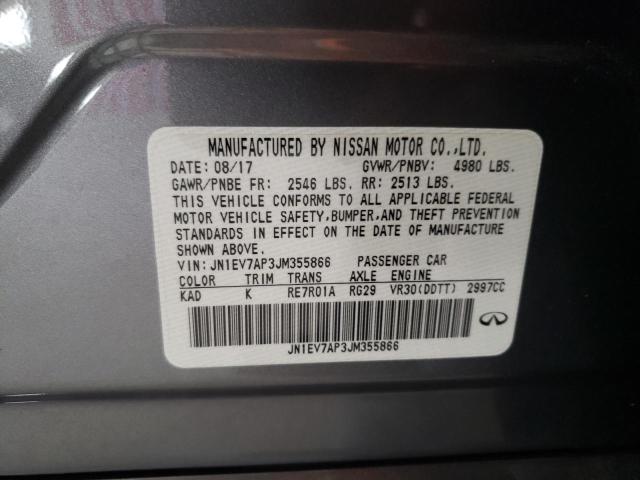 MANUFACTURED BY NISSAN MOTOR CO.,LTD.
DATE: 08/17 GVWR/PNBV: 4980 LBS.
GAWR/PNBE FR: 2546 LBS. RR: 2513 LBS.
THIS VEHICLE CONFORMS TO ALL APPLICABLE FEDERAL
MOTOR VEHICLE SAFETY,BUMPER,AND THEFT PREVENTION
STANDARDS IN EFFECT ON THE DATE OF MANUFACTURE
SHOWN ABOVE.
VIN:JN1EV7AP3JM355866 PASSENGER CAR
COLOR TRIM TRANS AXLE ENGINE
KAD K RE7R01A RG29 VR30(DDTT) 2997CC
JN1EV7AP3JM355866